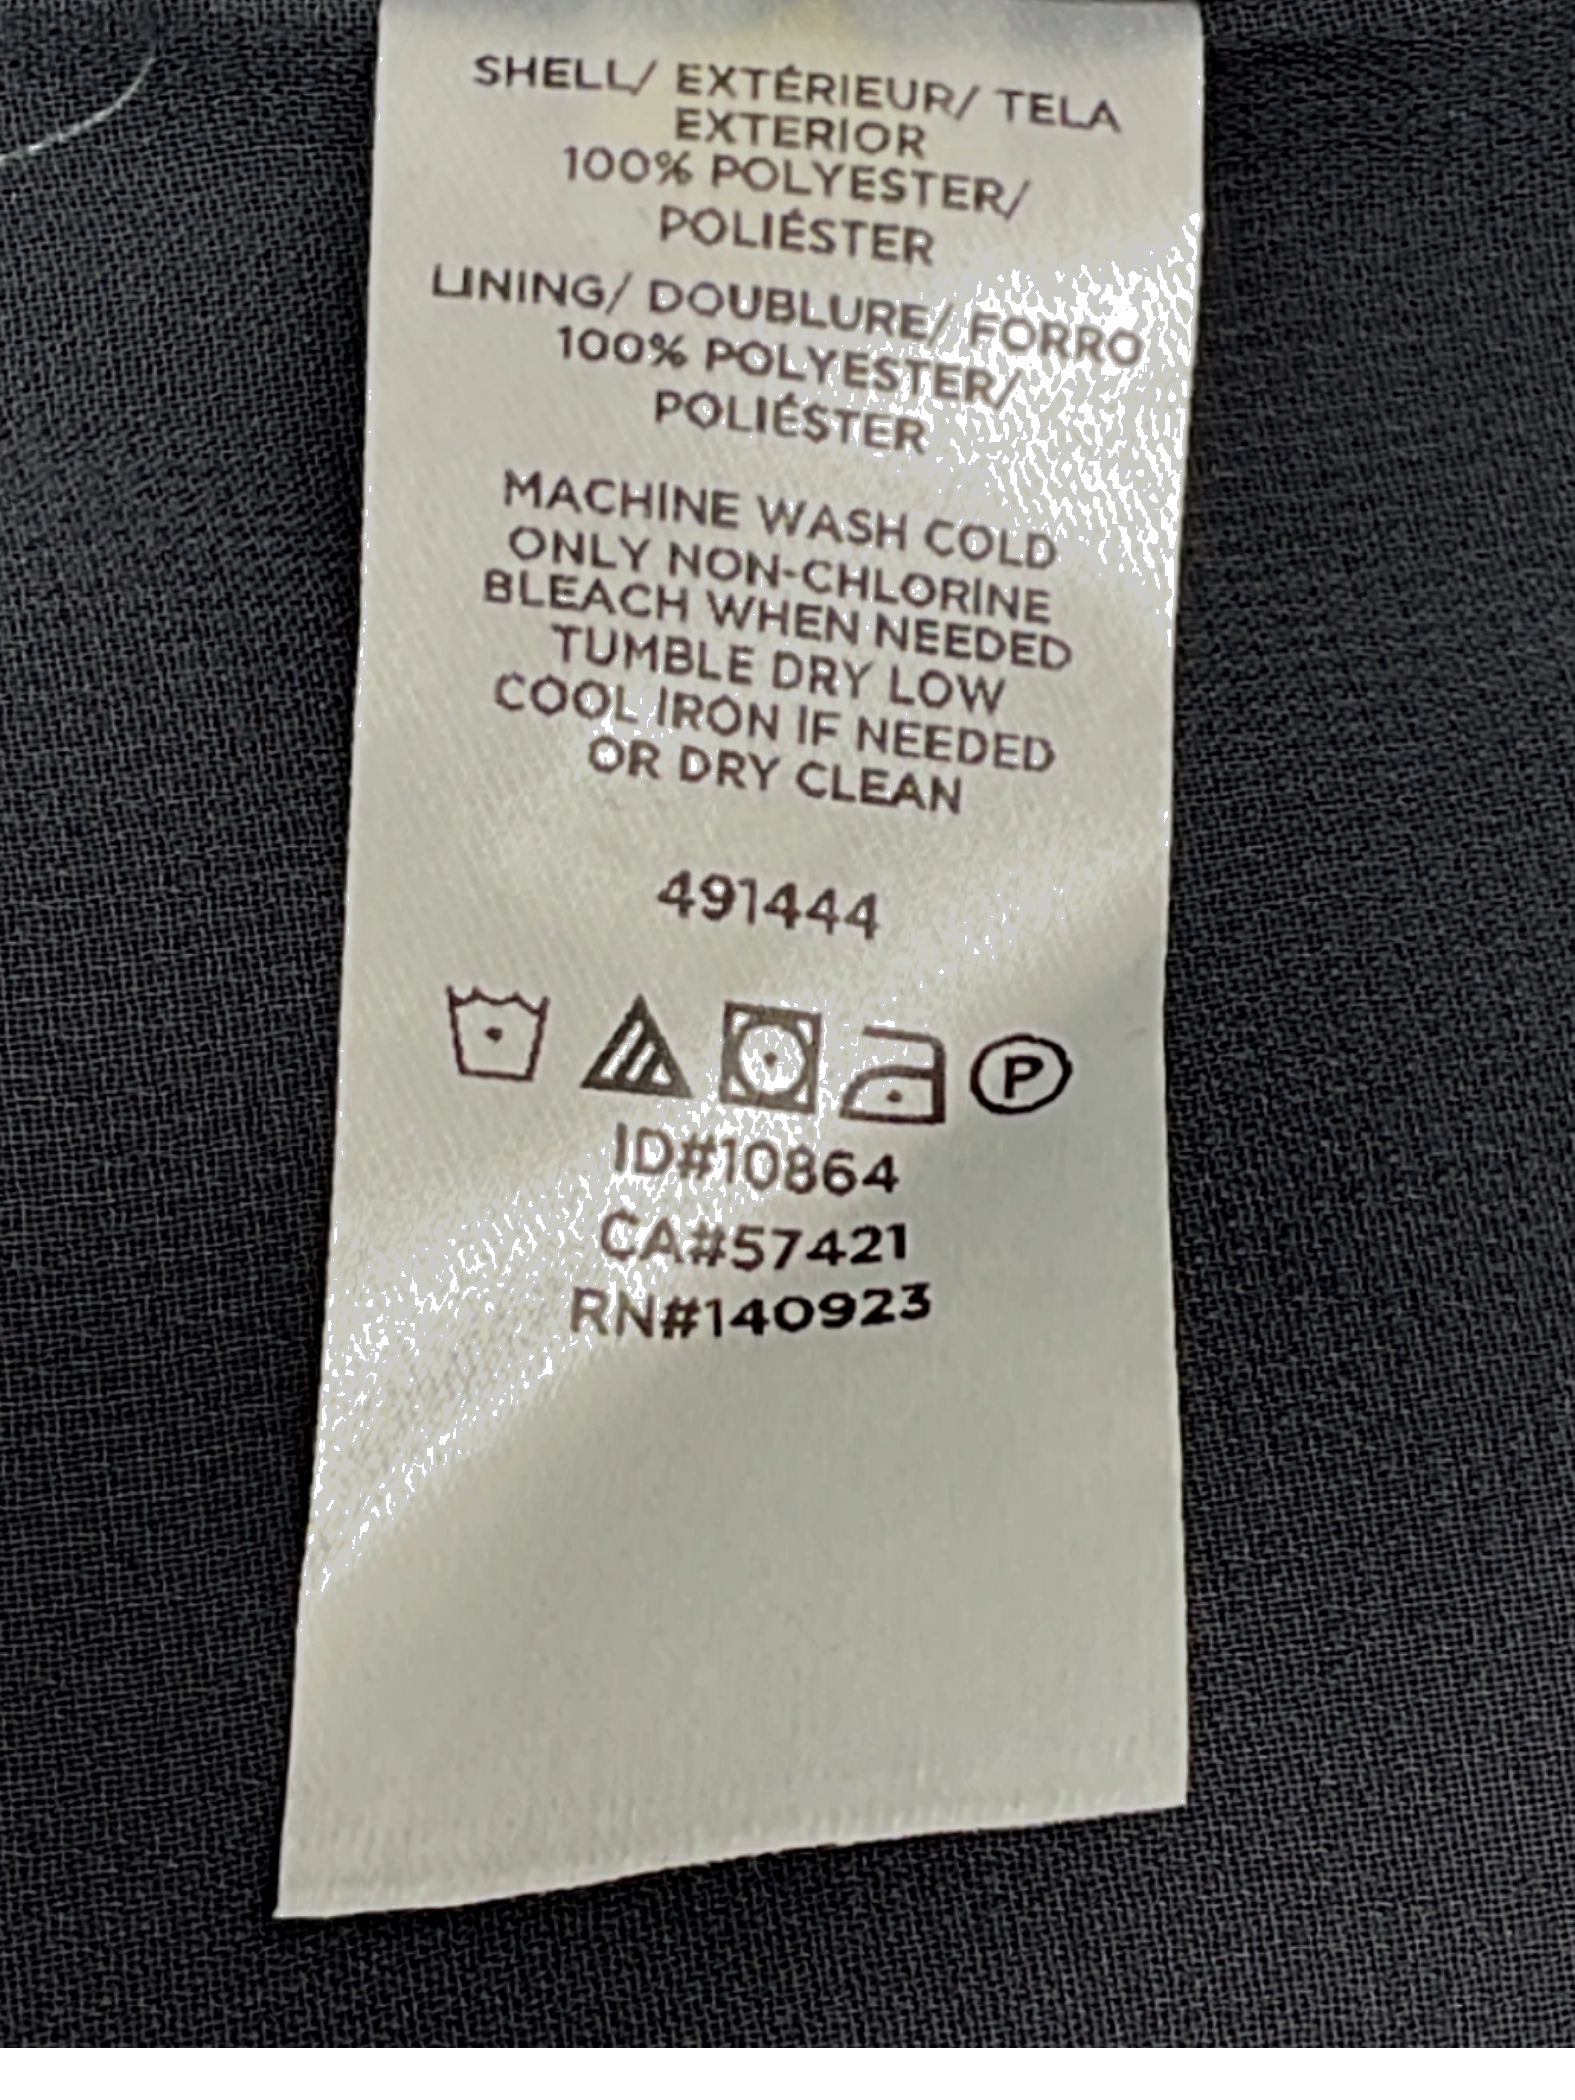 SHELL/ EXTÉRIEUR/ TELA
EXTERIOR
100% POLYESTER/
POLIÉSTER
LINING/ DOUBLURE/ FORRO
100% POLYESTER/
POLIÉSTER
MACHINE WASH COLD
ONLY NON-CHLORINE
BLEACH WHEN NEEDED
TUMBLE DRY LOW
COOL IRON IF NEEDED
OR DRY CLEAN
491444
P
ID#10864
CA#57421
RN#140923